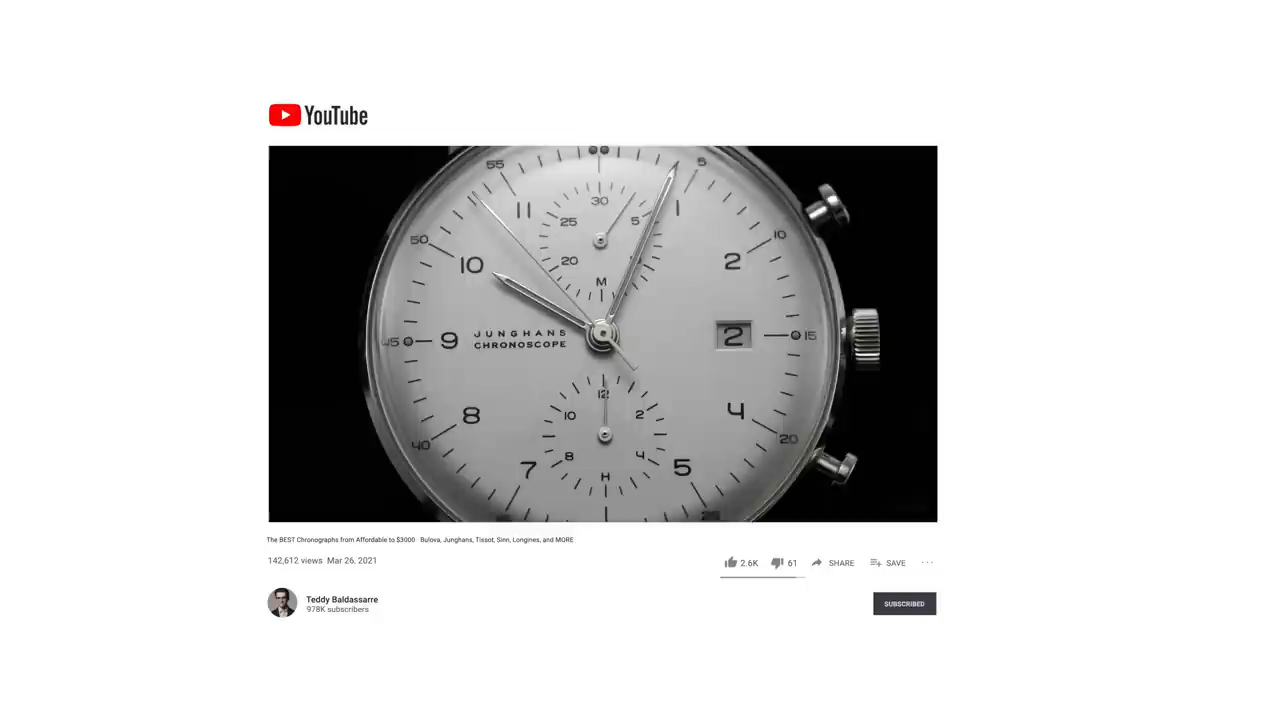 YouTube
55
5
30
11
25
5
1
50
10
10
20
2
M
45
9
JUNGHANS
CHRONOSCOPE
2
15
12
10
2
8
4
40
20
8
4
7
H
5
25
The BEST Chronographs from Affordable to $3000 Bulova, Junghans, Tissot, Sinn, Longines, and MORE
142,612 views Mar 26, 2021
2.6K 61 SHARE SAVE ...
Teddy Baldassarre
978K subscribers
SUBSCRIBED